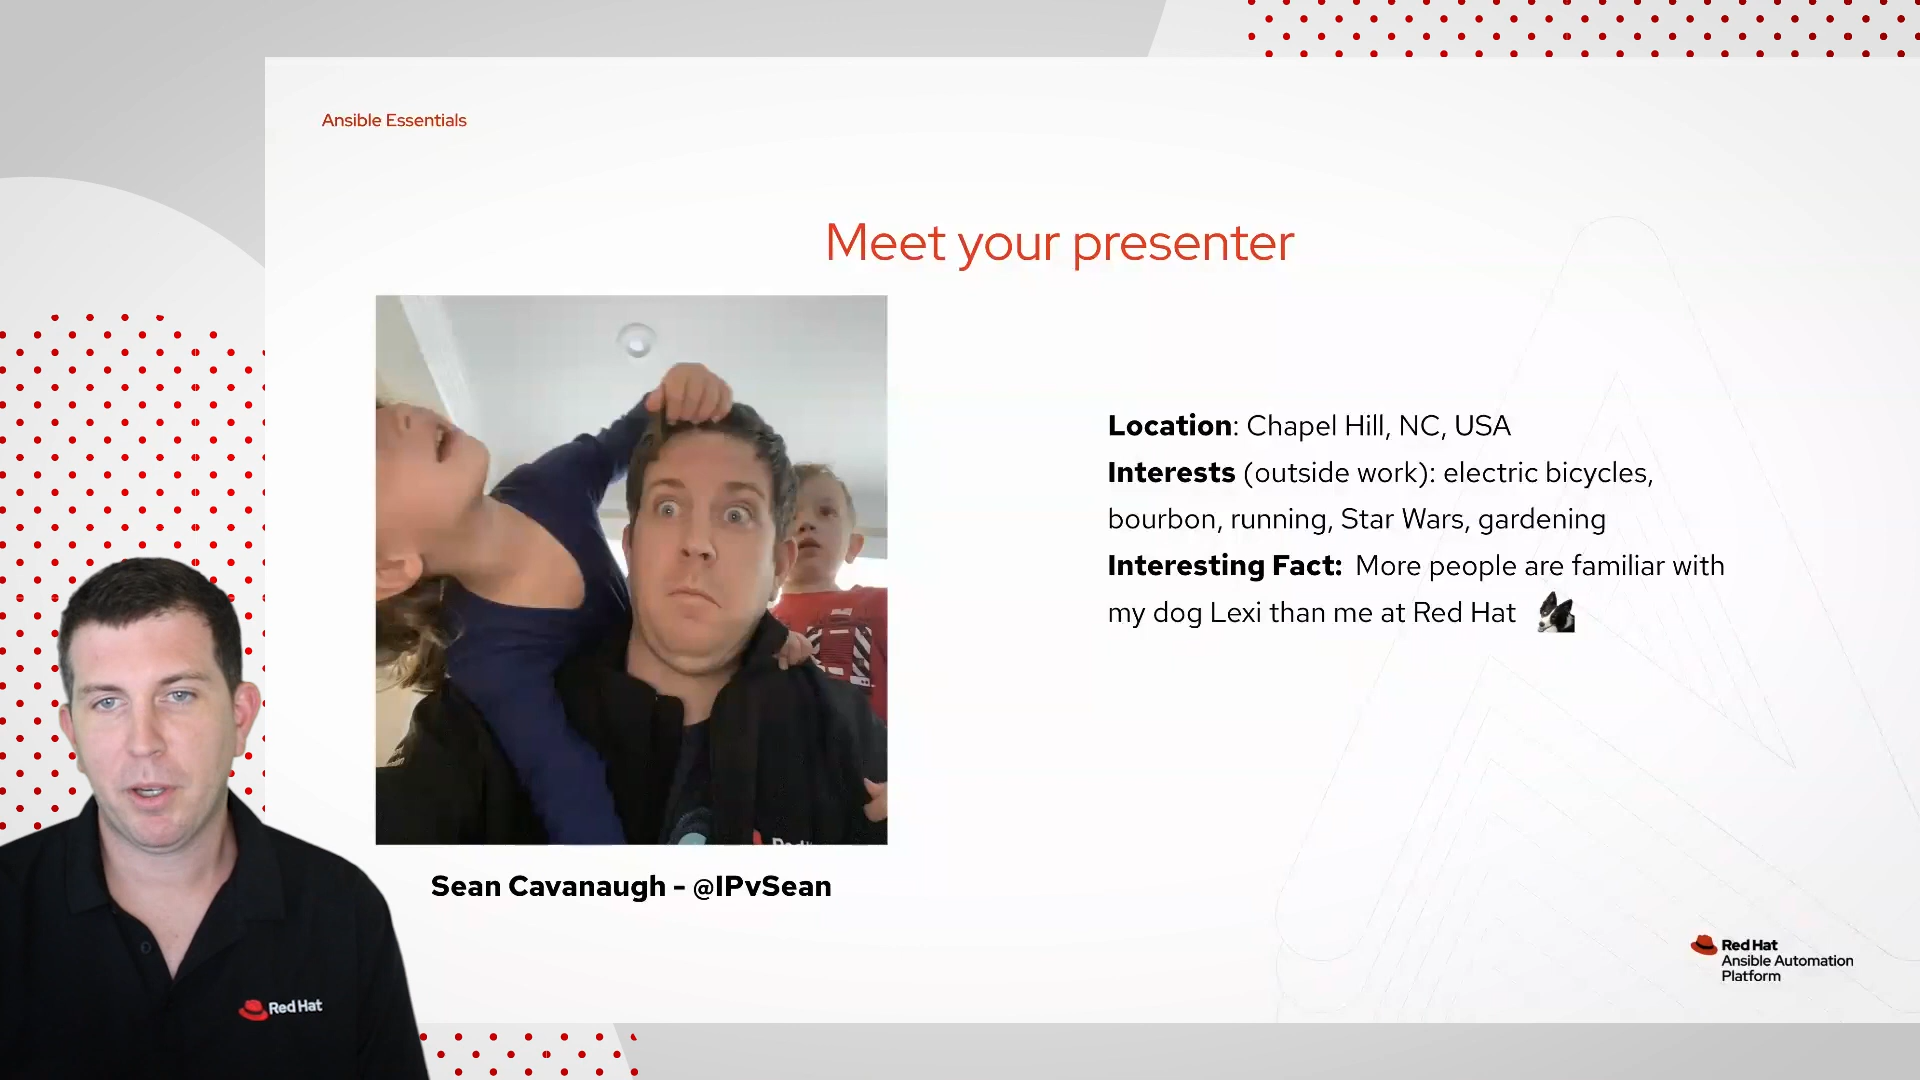 Ansible Essentials
Meet your presenter
Location: Chapel Hill, NC, USA
Interests (outside work): electric bicycles,
bourbon, running, Star Wars, gardening
Interesting Fact: More people are familiar with
my dog Lexi than me at Red Hat
Sean Cavanaugh - @IPvSean
Red Hat
Red Hat
Ansible Automation
Platform